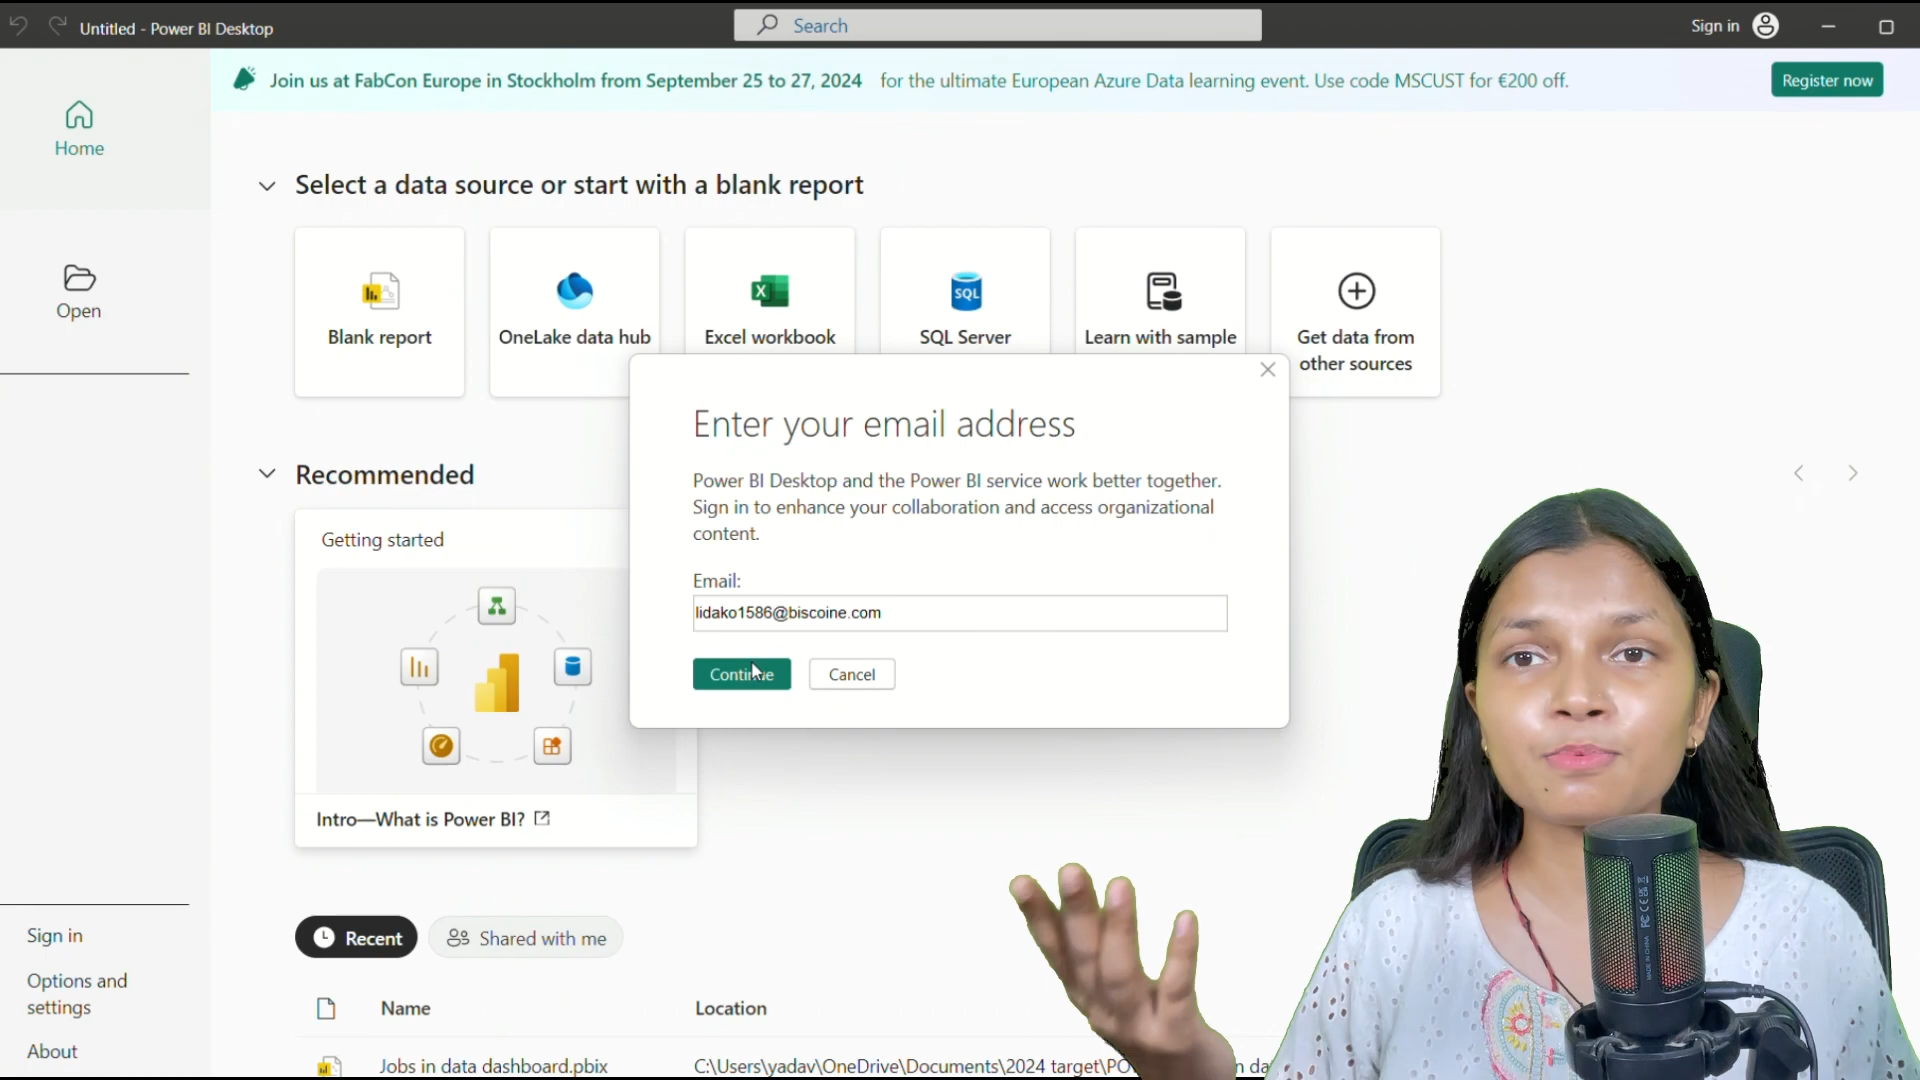 Untitled - Power BI Desktop
Search
Sign in
Join us at FabCon Europe in Stockholm from September 25 to 27, 2024 for the ultimate European Azure Data learning event. Use code MSCUST for €200 off.
Register now
Home
Open
Select a data source or start with a blank report
Blank report
OneLake data hub
Excel workbook
SQL
SQL Server
Learn with sample
Get data from
other sources
Enter your email address
Power BI Desktop and the Power BI service work better together.
Sign in to enhance your collaboration and access organizational
content.
Email:
lidako1586@biscoine.com
Continue
Cancel
Recommended
Getting started
Intro—What is Power BI?
Recent
Shared with me
Name
Location
Jobs in data dashboard.pbix
C:\Users\yadav\OneDrive\Documents\2024 target\PO
Sign in
Options and
settings
About
MADE IN CHINA